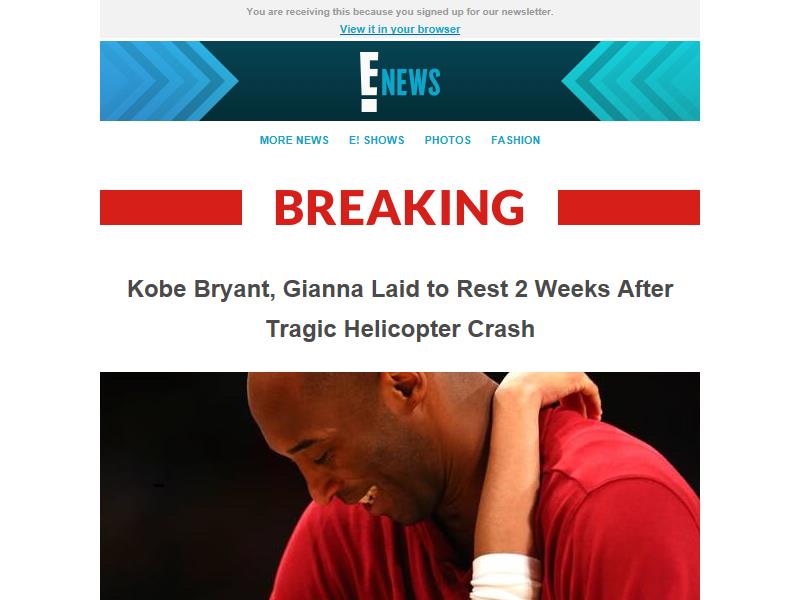 You are receiving this because you signed up for our newsletter.
View it in your browser
E! NEWS
MORE NEWS E! SHOWS PHOTOS FASHION
BREAKING
Kobe Bryant, Gianna Laid to Rest 2 Weeks After
Tragic Helicopter Crash